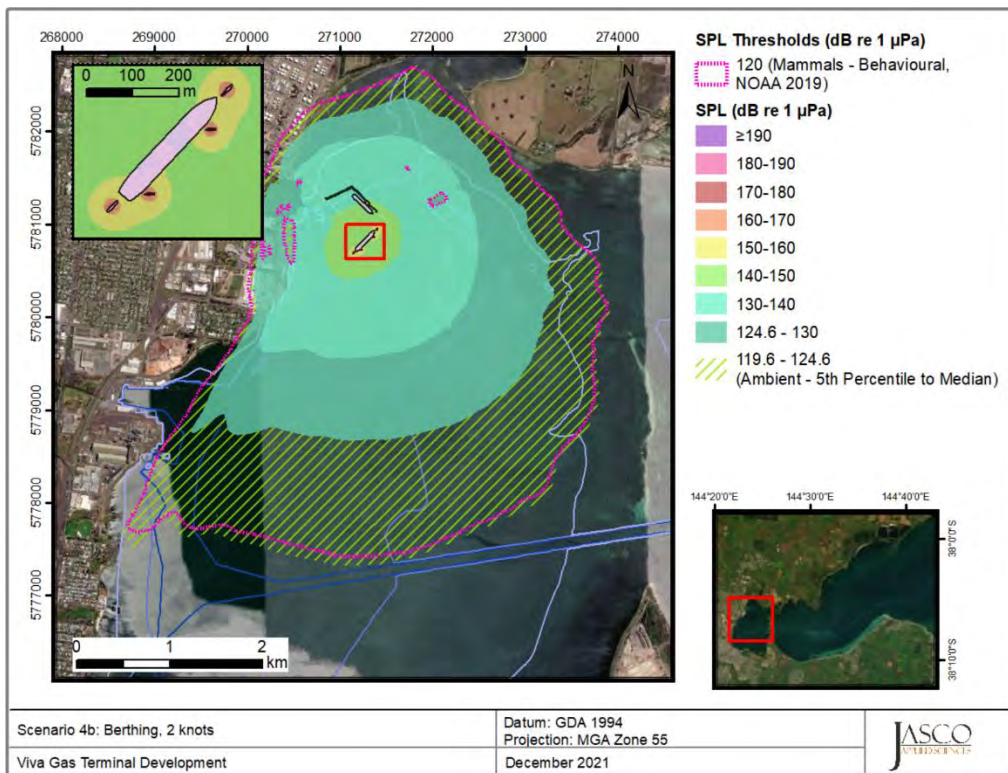 268000 269000 270000 271000 272000 273000 274000
0 100 200
m
N
5782000
5781000
5780000
5779000
5778000
5777000
0 1 2
km
SPL Thresholds (dB re 1 µPa)
120 (Mammals - Behavioural,
NOAA 2019)
SPL (dB re 1 µPa)
≥190
180-190
170-180
160-170
150-160
140-150
130-140
124.6 - 130
119.6 - 124.6
(Ambient - 5th Percentile to Median)
144°20'0"E 144°30'0"E 144°40'0"E
38°0'0"S
38°10'0"S
Scenario 4b: Berthing, 2 knots
Datum: GDA 1994
Projection: MGA Zone 55
Viva Gas Terminal Development
December 2021
JASCO
APPLIED SCIENCES